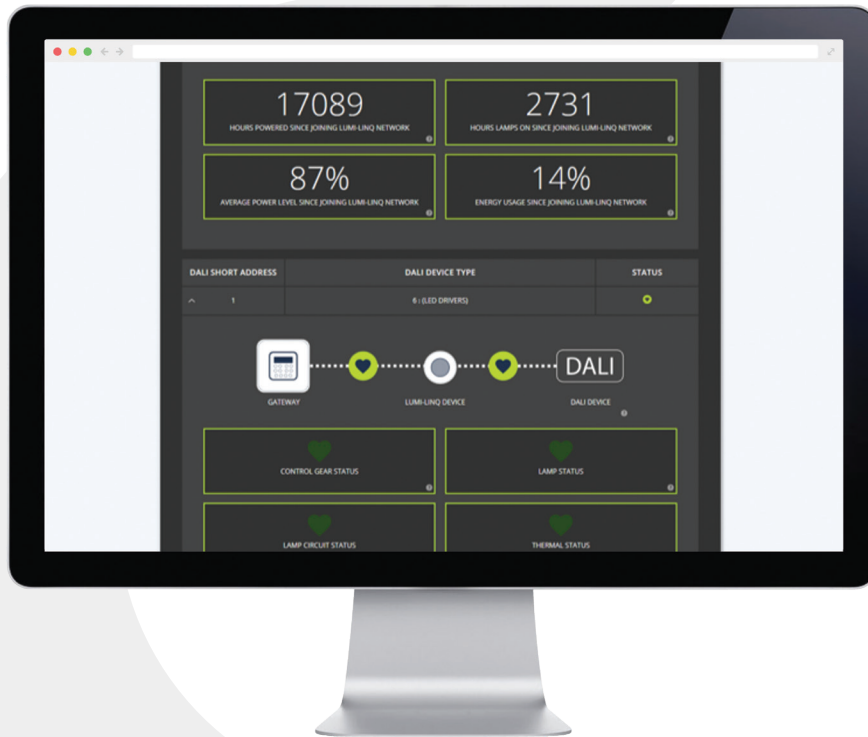 17089
HOURS POWERED SINCE JOINING LUMI-LINQ NETWORK
2731
HOURS LAMPS ON SINCE JOINING LUMI-LINQ NETWORK
87%
AVERAGE POWER LEVEL SINCE JOINING LUMI-LINQ NETWORK
14%
ENERGY USAGE SINCE JOINING LUMI-LINQ NETWORK
DALI SHORT ADDRESS
DALI DEVICE TYPE
STATUS
1
6 : (LED DRIVERS)
DALI
GATEWAY
LUMI-LINQ DEVICE
DALI DEVICE
CONTROL GEAR STATUS
LAMP STATUS
LAMP CIRCUIT STATUS
THERMAL STATUS